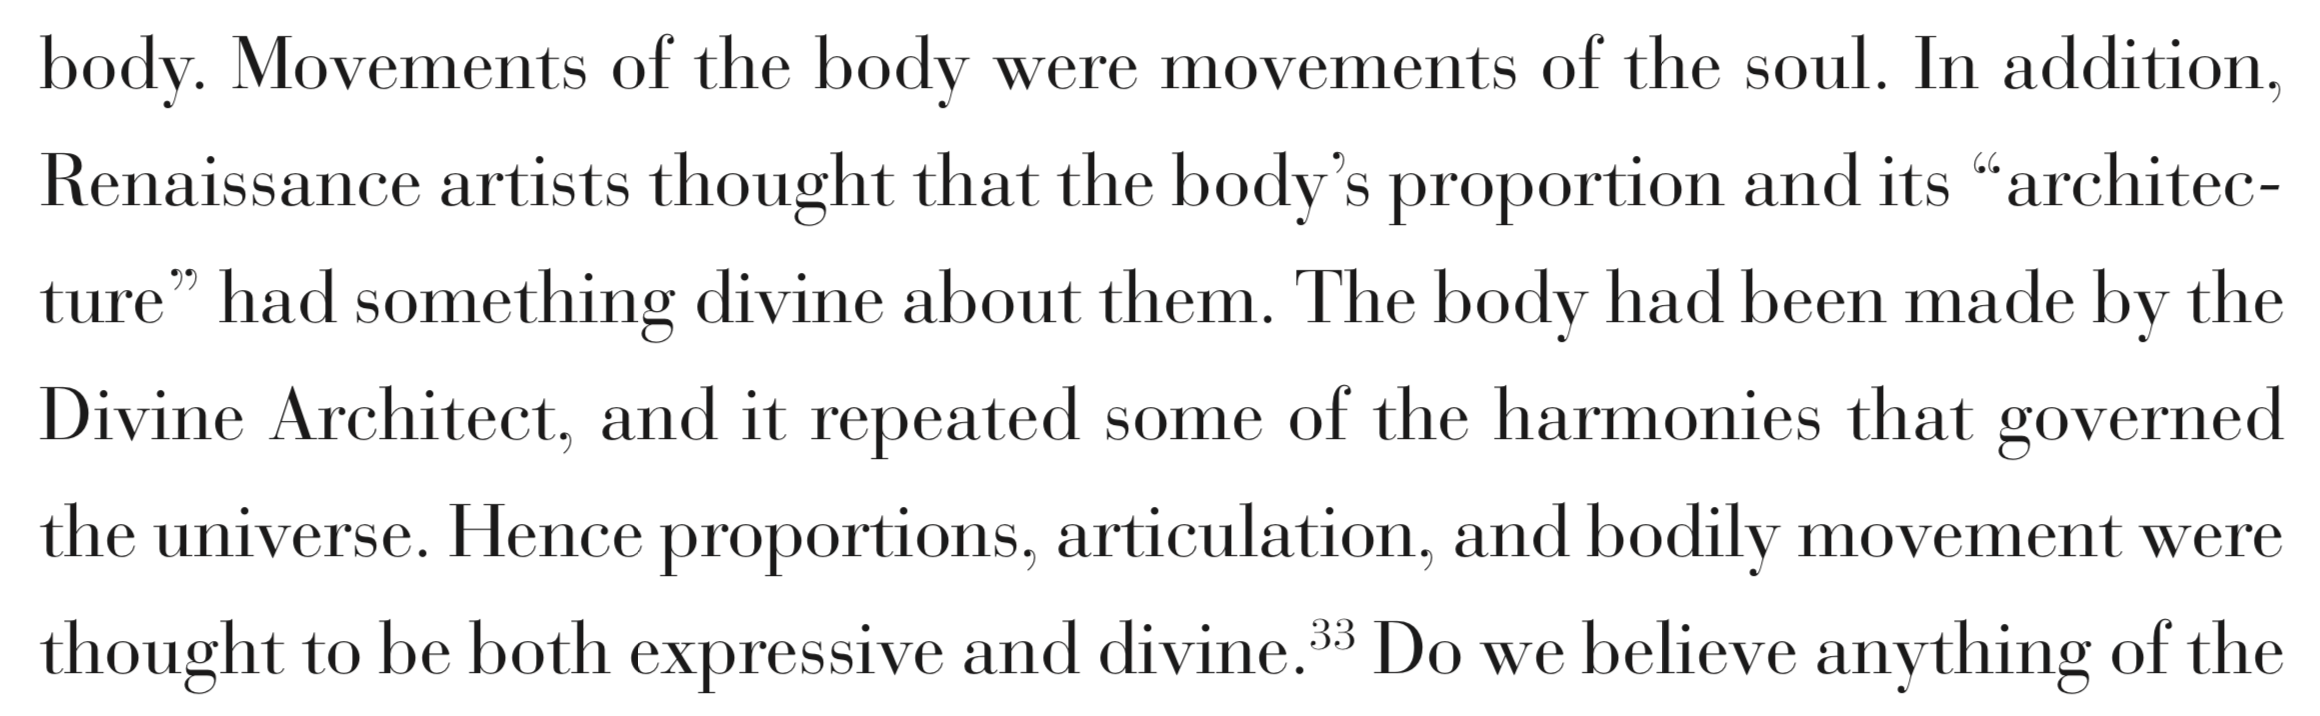 body. Movements of the body were movements of the soul. In addition,
Renaissance artists thought that the body’s proportion and its “architec-
ture” had something divine about them. The body had been made by the
Divine Architect, and it repeated some of the harmonies that governed
the universe. Hence proportions, articulation, and bodily movement were
thought to be both expressive and divine.³³ Do we believe anything of the